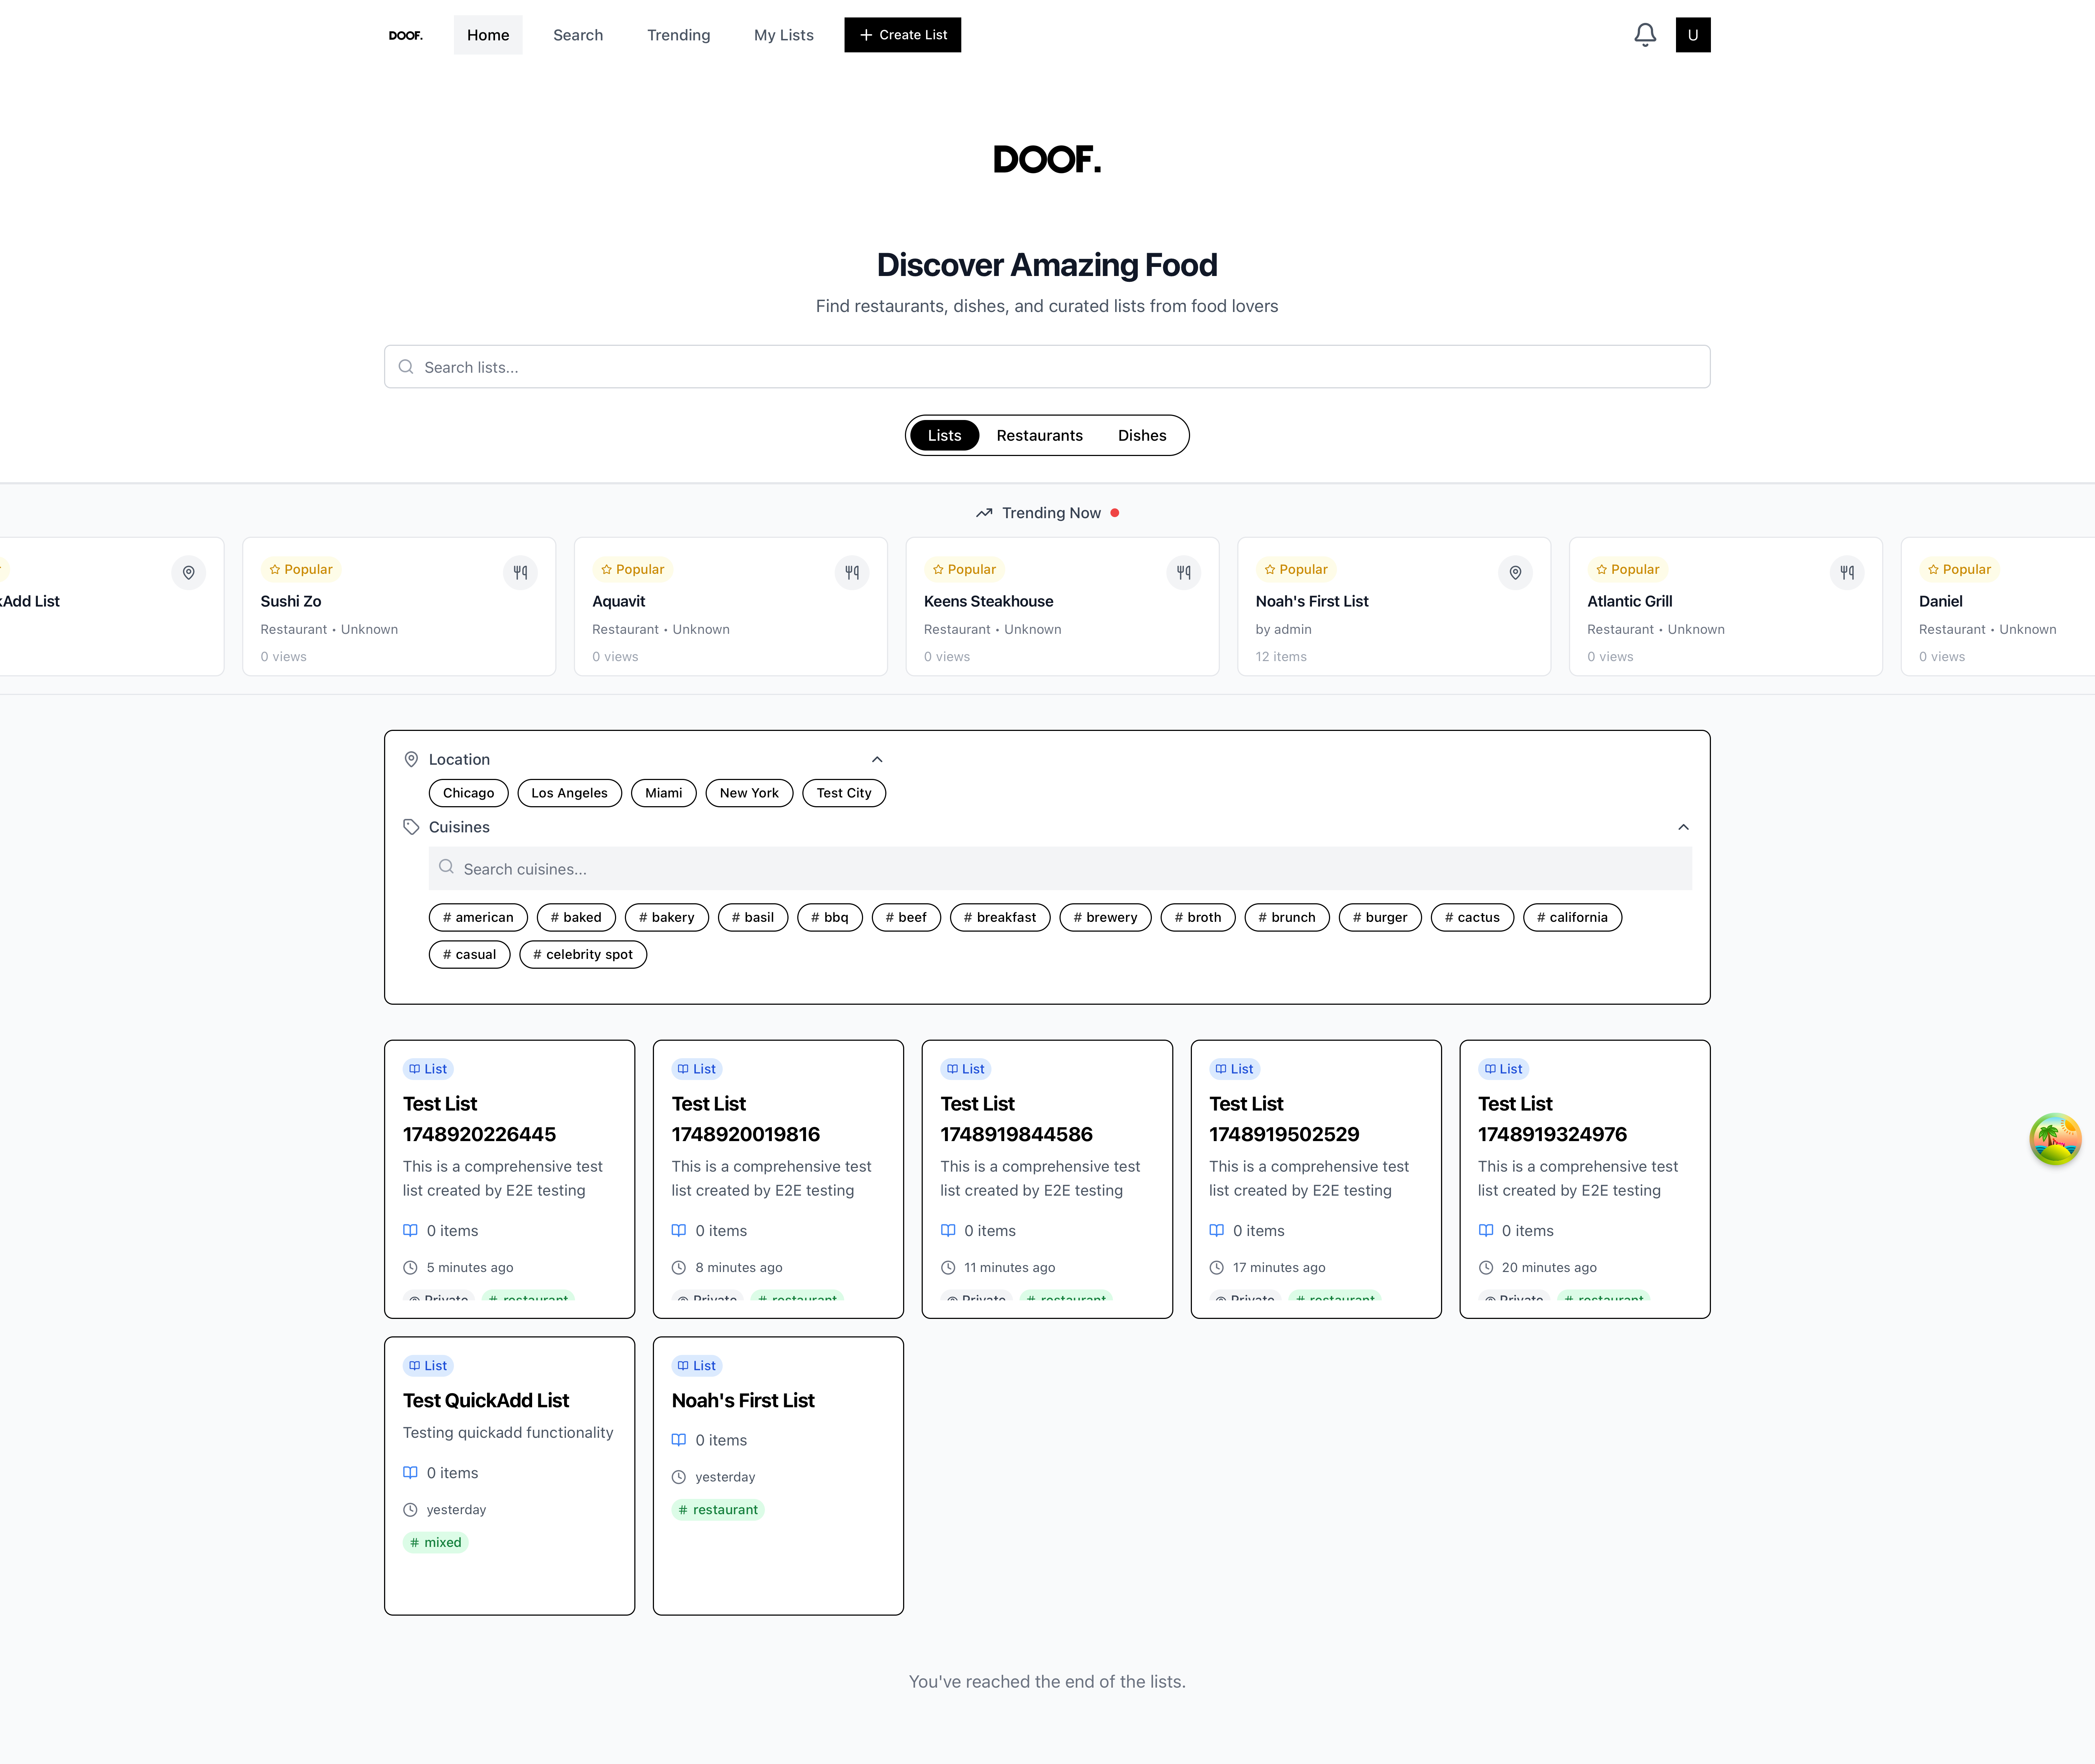 DOOF.
Home
Search
Trending
My Lists
+ Create List
U
DOOF.
Discover Amazing Food
Find restaurants, dishes, and curated lists from food lovers
Search lists...
Lists
Restaurants
Dishes
Trending Now
Add List
Popular
Sushi Zo
Restaurant • Unknown
0 views
Popular
Aquavit
Restaurant • Unknown
0 views
Popular
Keens Steakhouse
Restaurant • Unknown
0 views
Popular
Noah's First List
by admin
12 items
Popular
Atlantic Grill
Restaurant • Unknown
0 views
Popular
Daniel
Restaurant • Unknown
0 views
Location
Chicago
Los Angeles
Miami
New York
Test City
Cuisines
Search cuisines...
# american
# baked
# bakery
# basil
# bbq
# beef
# breakfast
# brewery
# broth
# brunch
# burger
# cactus
# california
# casual
# celebrity spot
List
Test List
1748920226445
This is a comprehensive test
list created by E2E testing
0 items
5 minutes ago
Private # restaurant
List
Test List
1748920019816
This is a comprehensive test
list created by E2E testing
0 items
8 minutes ago
Private # restaurant
List
Test List
1748919844586
This is a comprehensive test
list created by E2E testing
0 items
11 minutes ago
Private # restaurant
List
Test List
1748919502529
This is a comprehensive test
list created by E2E testing
0 items
17 minutes ago
Private # restaurant
List
Test List
1748919324976
This is a comprehensive test
list created by E2E testing
0 items
20 minutes ago
Private # restaurant
List
Test QuickAdd List
Testing quickadd functionality
0 items
yesterday
# mixed
List
Noah's First List
0 items
yesterday
# restaurant
You've reached the end of the lists.